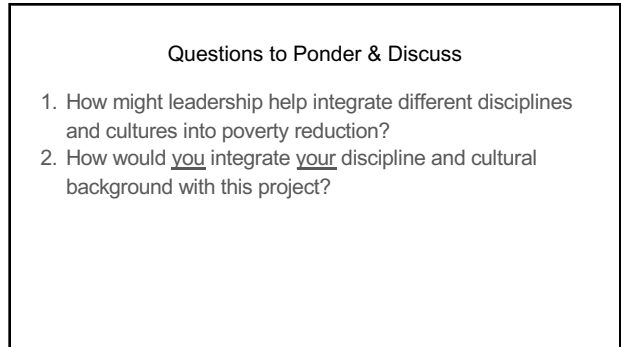 Questions to Ponder & Discuss
1. How might leadership help integrate different disciplines
and cultures into poverty reduction?
2. How would you integrate your discipline and cultural
background with this project?